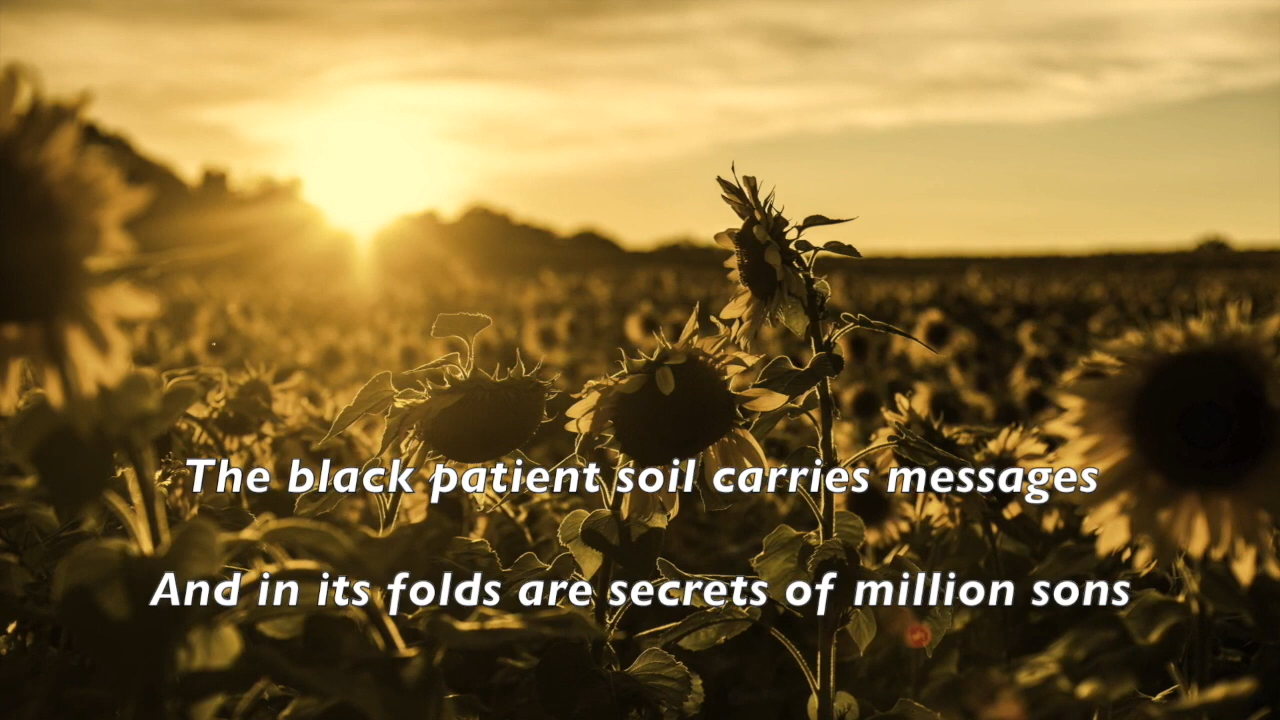 The black patient soil carries messages
And in its folds are secrets of million sons